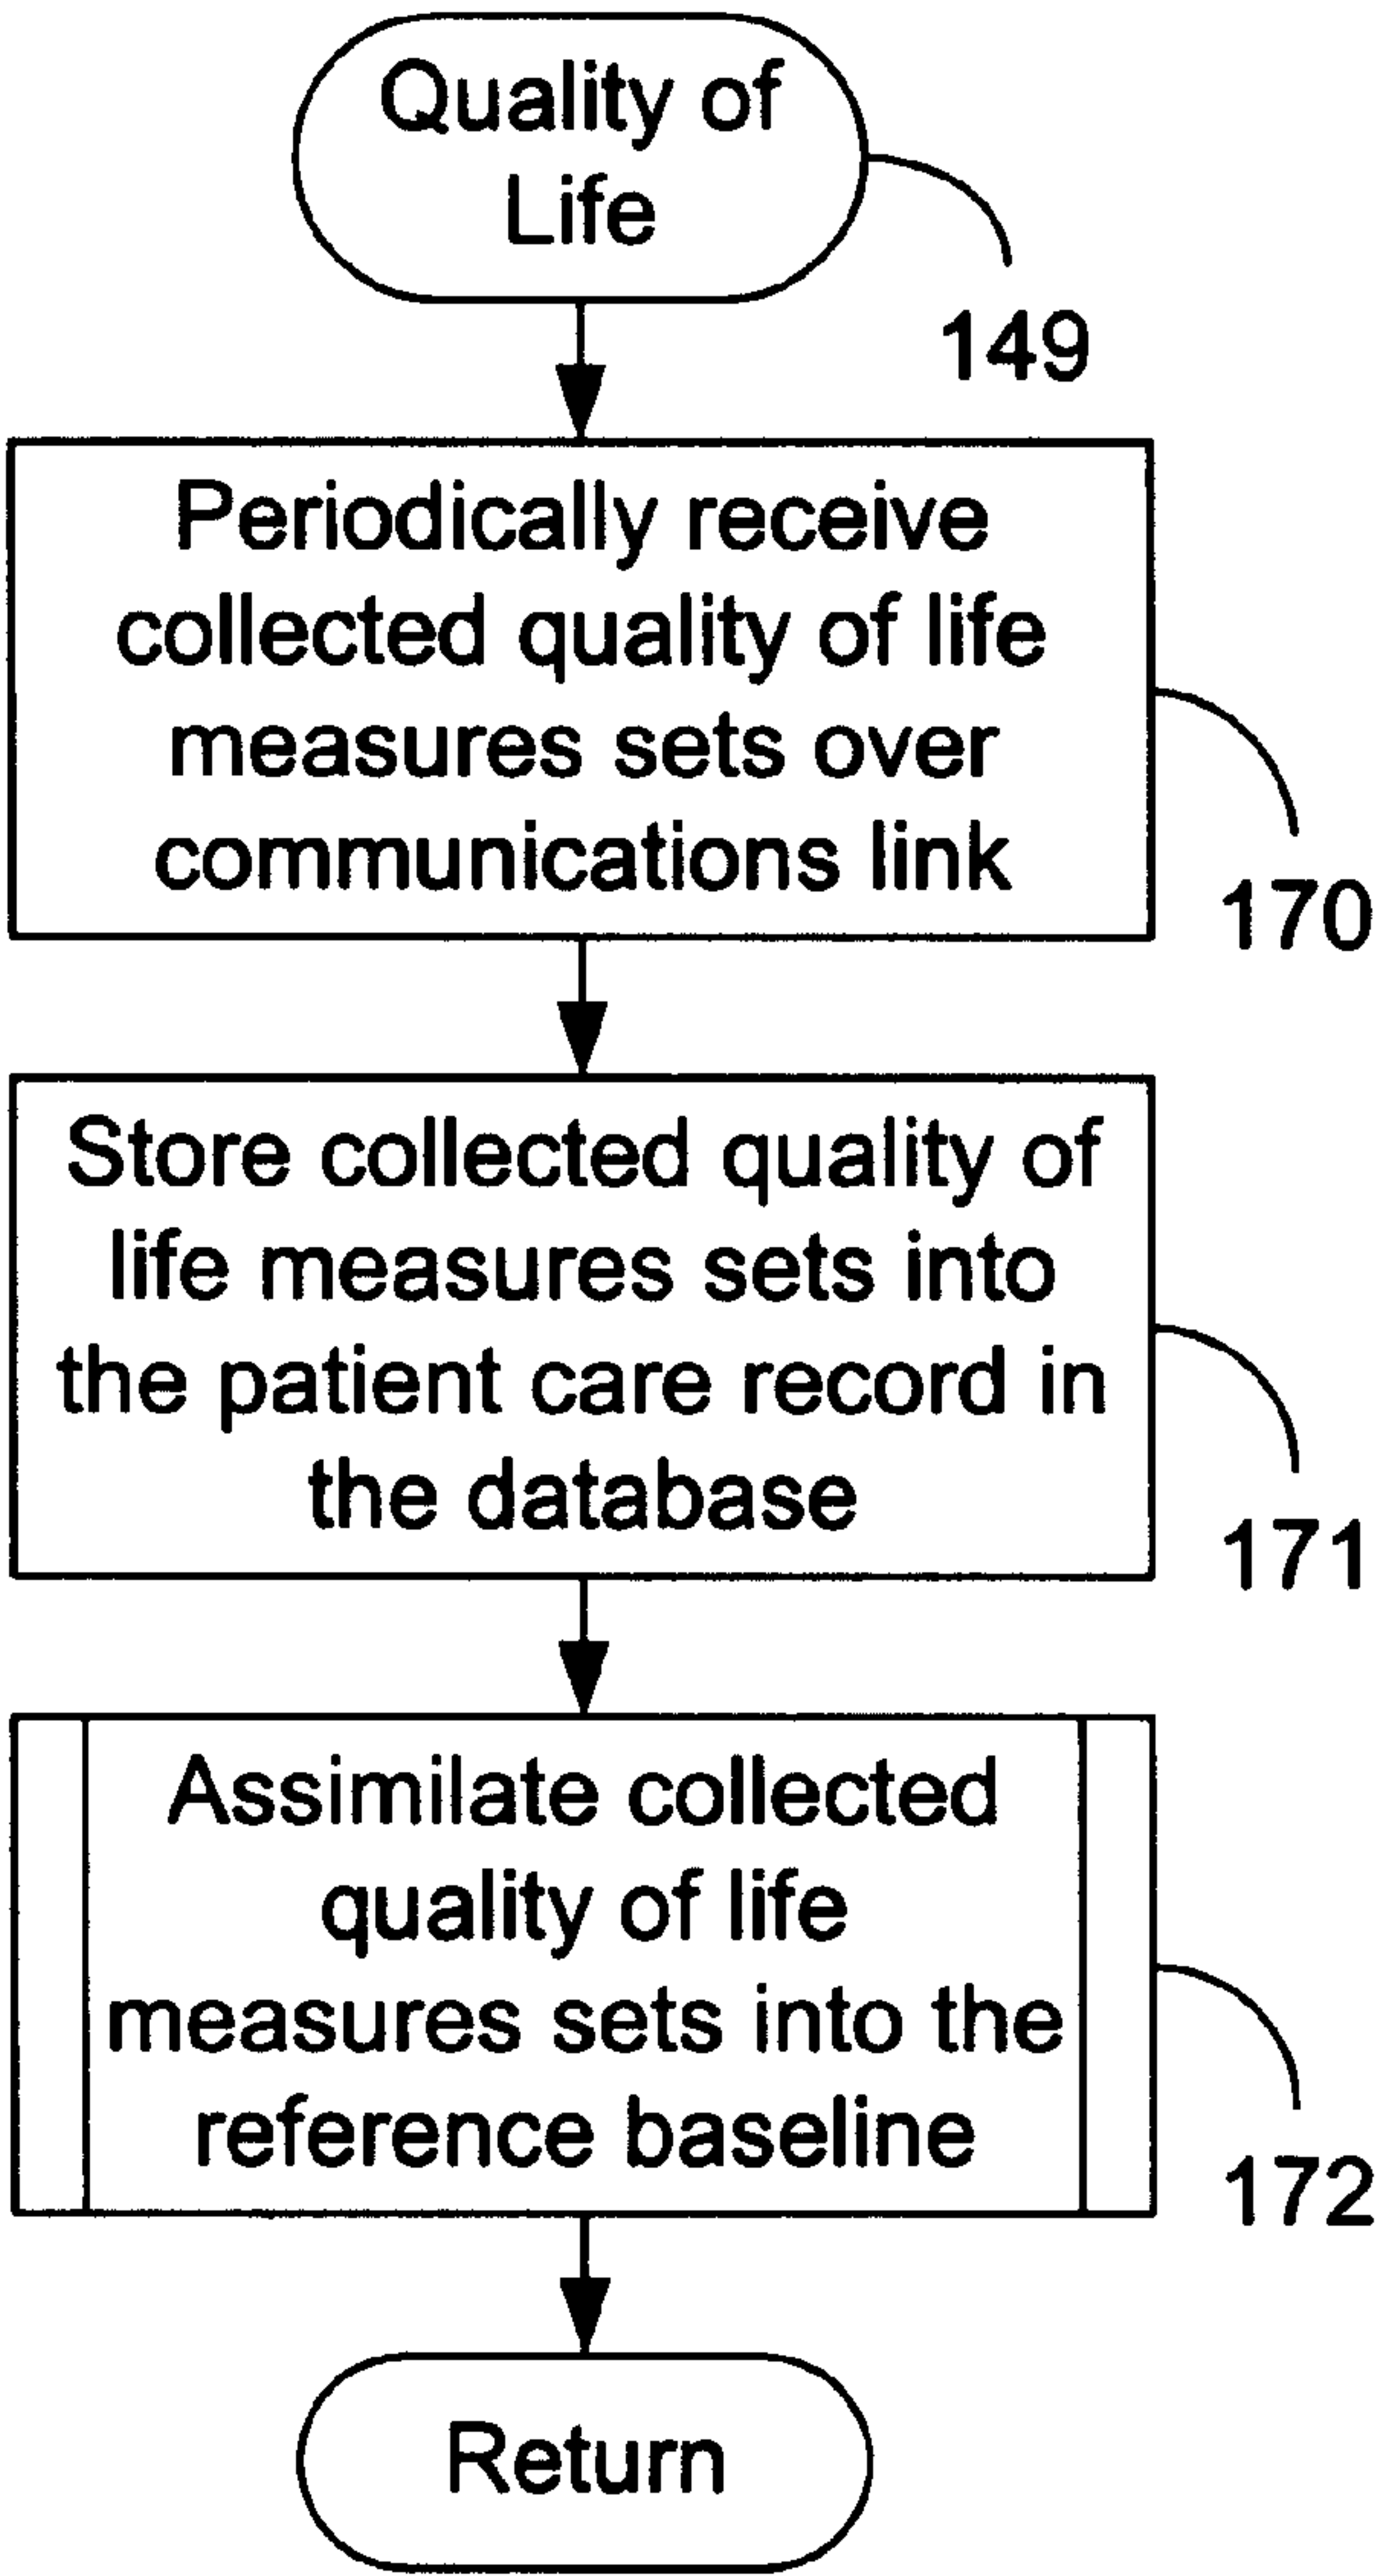 Quality of
Life
149
Periodically receive
collected quality of life
measures sets over
communications link
170
Store collected quality of
life measures sets into
the patient care record in
the database
171
Assimilate collected
quality of life
measures sets into the
reference baseline
172
Return